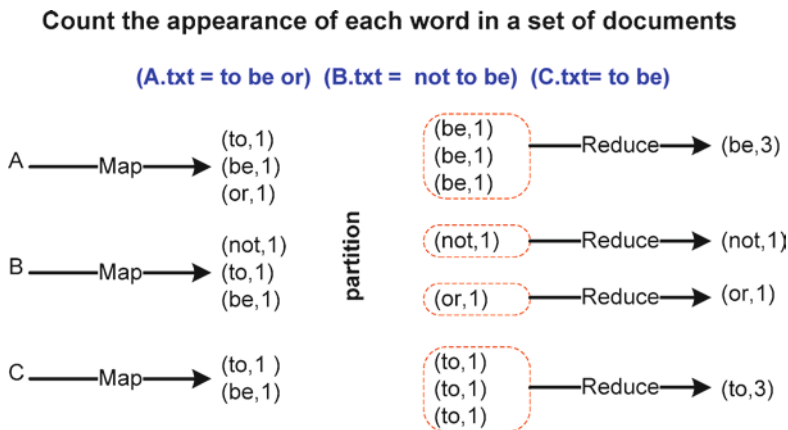 Count the appearance of each word in a set of documents
(A.txt = to be or) (B.txt = not to be) (C.txt= to be)
A Map
(to,1)
(be,1)
(or,1)
B Map
(not,1)
(to,1)
(be,1)
C Map
(to,1 )
(be,1)
partition
(be,1)
(be,1)
(be,1)
Reduce (be,3)
(not,1) Reduce (not,1)
(or,1) Reduce (or,1)
(to,1)
(to,1)
(to,1)
Reduce (to,3)